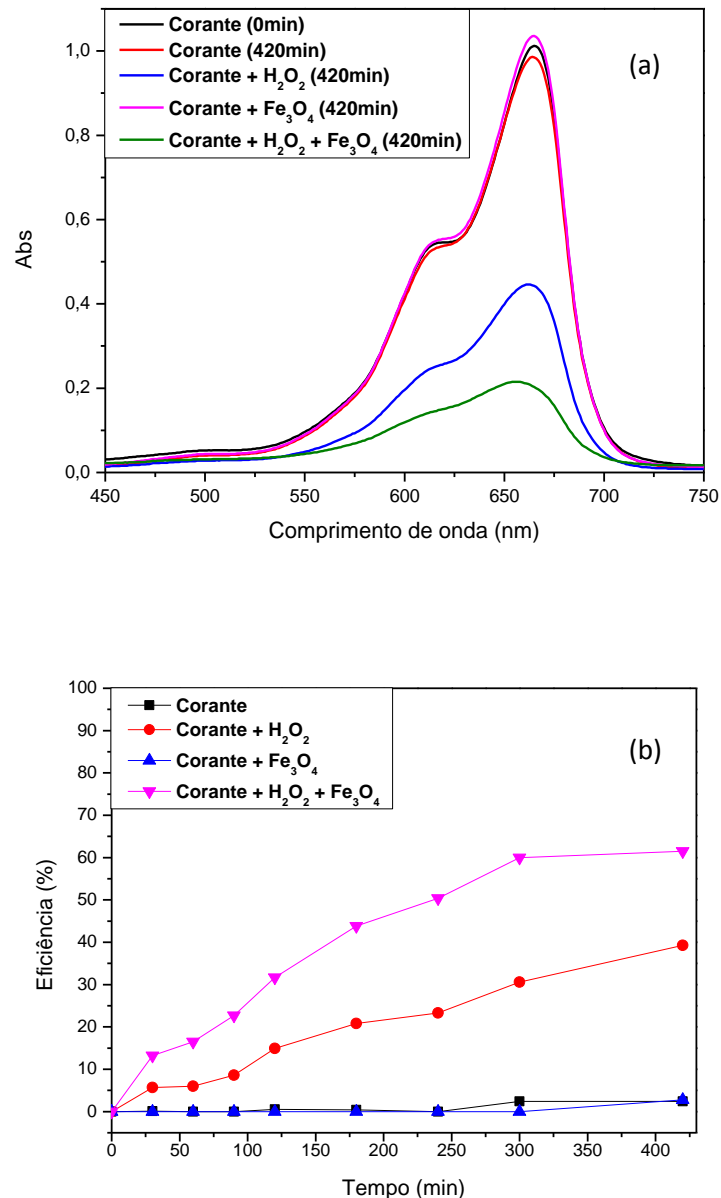 Corante (0min)
Corante (420min)
Corante + H₂O₂ (420min)
Corante + Fe₃O₄ (420min)
Corante + H₂O₂ + Fe₃O₄ (420min)
(a)
1,0
0,8
0,6
0,4
0,2
0,0
Abs
450 500 550 600 650 700 750
Comprimento de onda (nm)
Corante
Corante + H₂O₂
Corante + Fe₃O₄
Corante + H₂O₂ + Fe₃O₄
(b)
100
90
80
70
60
50
40
30
20
10
0
Eficiência (%)
0 50 100 150 200 250 300 350 400
Tempo (min)